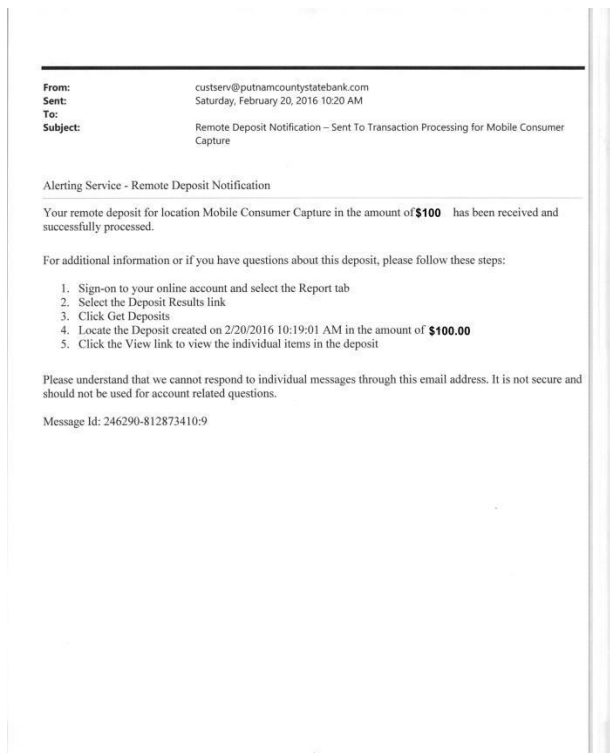 From: custserv@putnamcountystatebank.com
Sent: Saturday, February 20, 2016 10:20 AM
To:
Subject: Remote Deposit Notification – Sent To Transaction Processing for Mobile Consumer
Capture
Alerting Service - Remote Deposit Notification
Your remote deposit for location Mobile Consumer Capture in the amount of $100 has been received and
successfully processed.
For additional information or if you have questions about this deposit, please follow these steps:
1. Sign-on to your online account and select the Report tab
2. Select the Deposit Results link
3. Click Get Deposits
4. Locate the Deposit created on 2/20/2016 10:19:01 AM in the amount of $100.00
5. Click the View link to view the individual items in the deposit
Please understand that we cannot respond to individual messages through this email address. It is not secure and
should not be used for account related questions.
Message Id: 246290-812873410:9